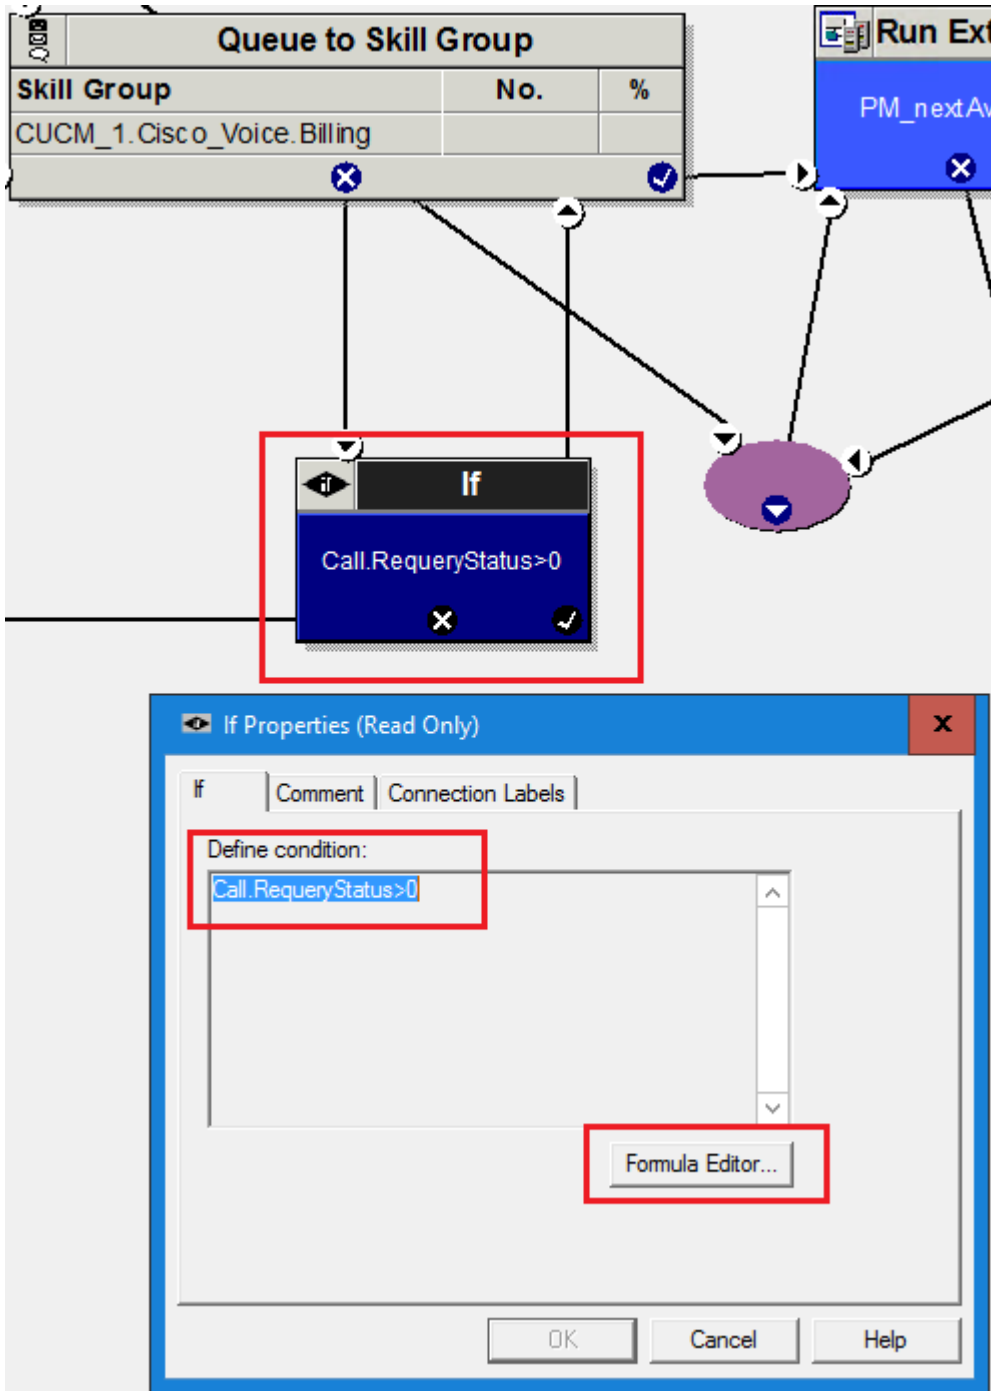 Queue to Skill Group
Skill Group No. %
CUCM_1.Cisco_Voice.Billing
Run Ext
PM_nextAv
if If
Call.RequeryStatus>0
If Properties (Read Only) x
If Comment Connection Labels
Define condition:
Call.RequeryStatus>0
Formula Editor...
OK Cancel Help